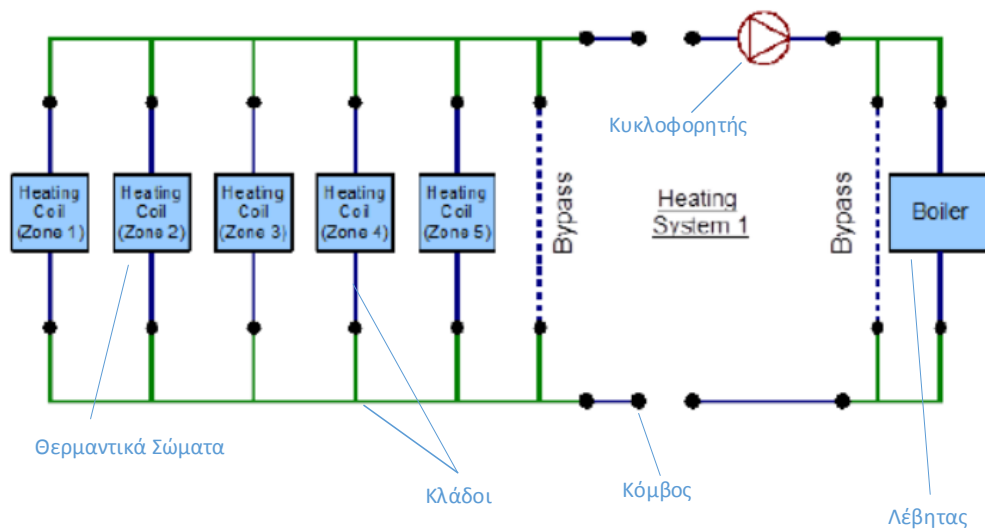 Κυκλοφορητής
Heating
Coil
(Zone 1)
Heating
Coil
(Zone 2)
Heating
Coil
(Zone 3)
Heating
Coil
(Zone 4)
Heating
Coil
(Zone 5)
Bypass
Heating
System 1
Bypass
Boiler
Θερμαντικά Σώματα
Κλάδοι
Κόμβος
Λέβητας